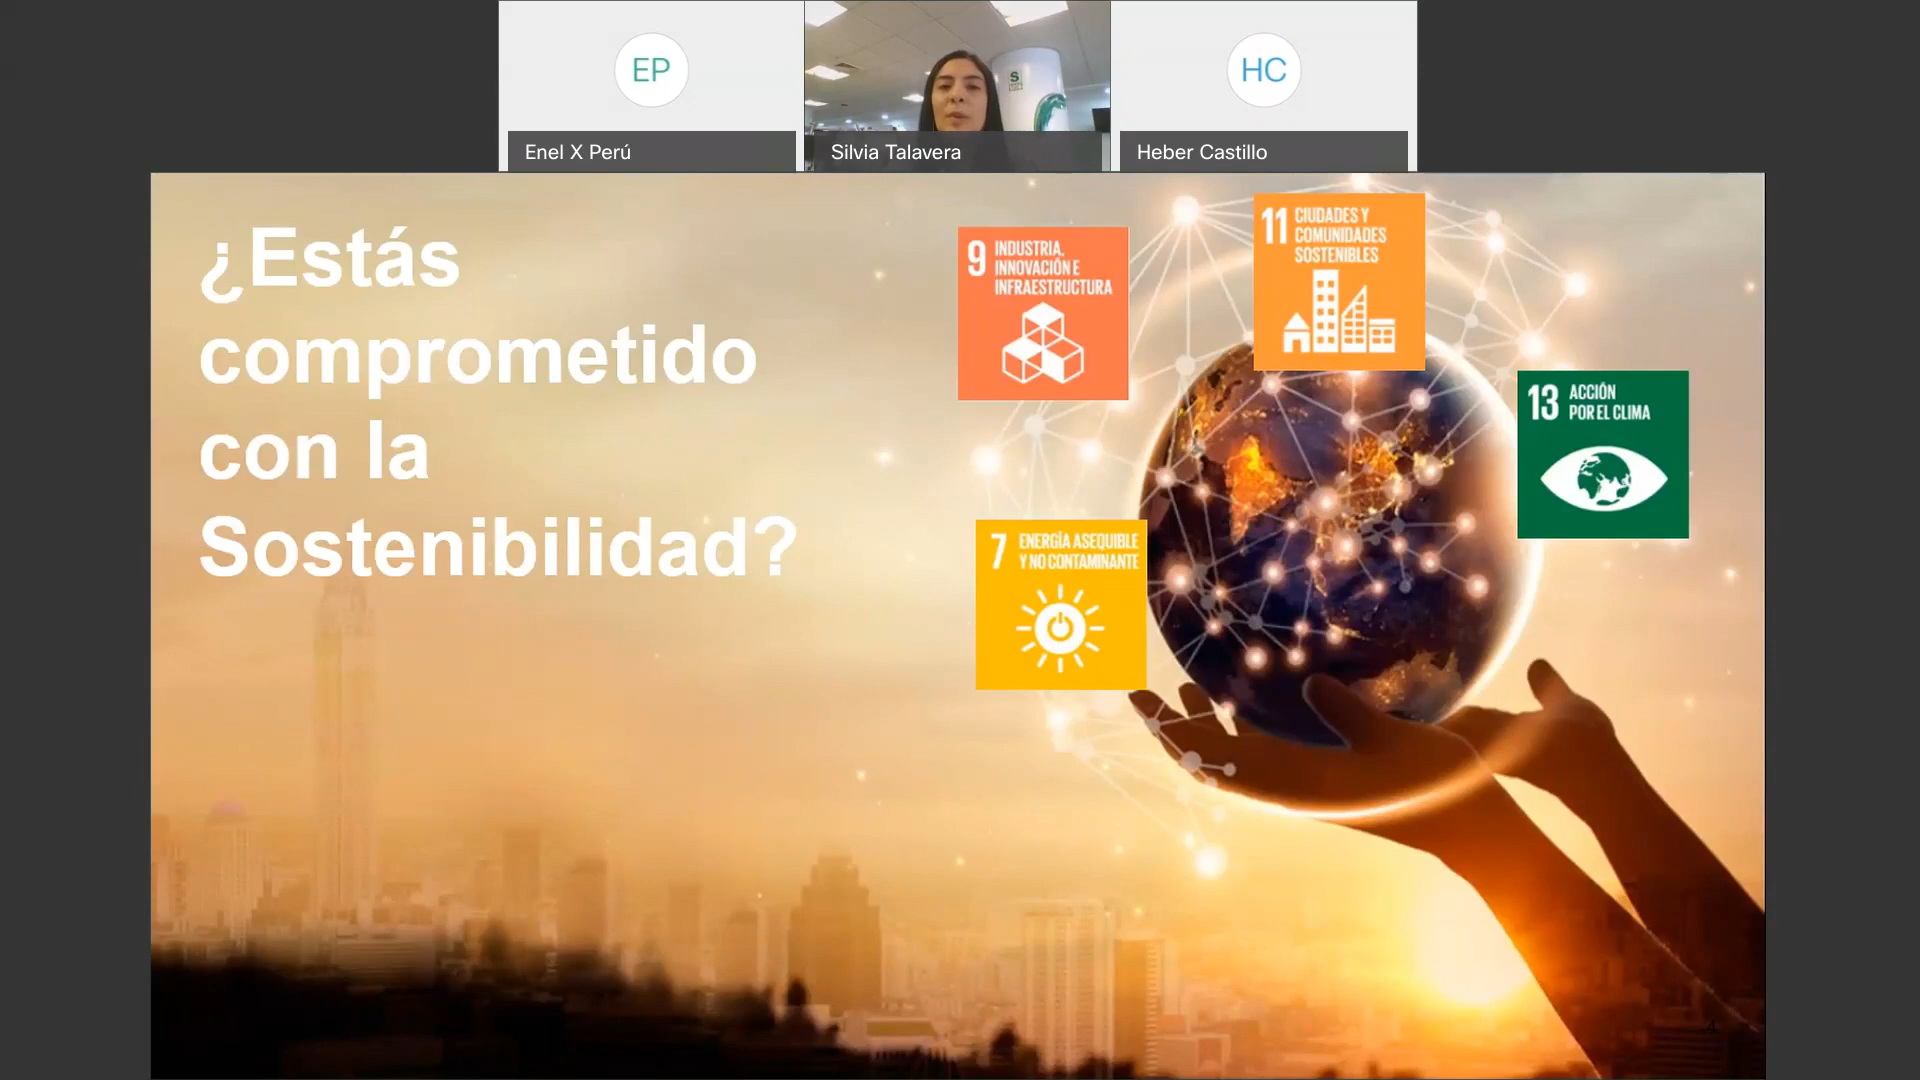 EP
HC
S
Enel X Perú
Silvia Talavera
Heber Castillo
¿Estás
comprometido
con la
Sostenibilidad?
9 INDUSTRIA,
INNOVACIÓN E
INFRAESTRUCTURA
11 CIUDADES Y
COMUNIDADES
SOSTENIBLES
13 ACCIÓN
POR EL CLIMA
7 ENERGÍA ASEQUIBLE
Y NO CONTAMINANTE
4